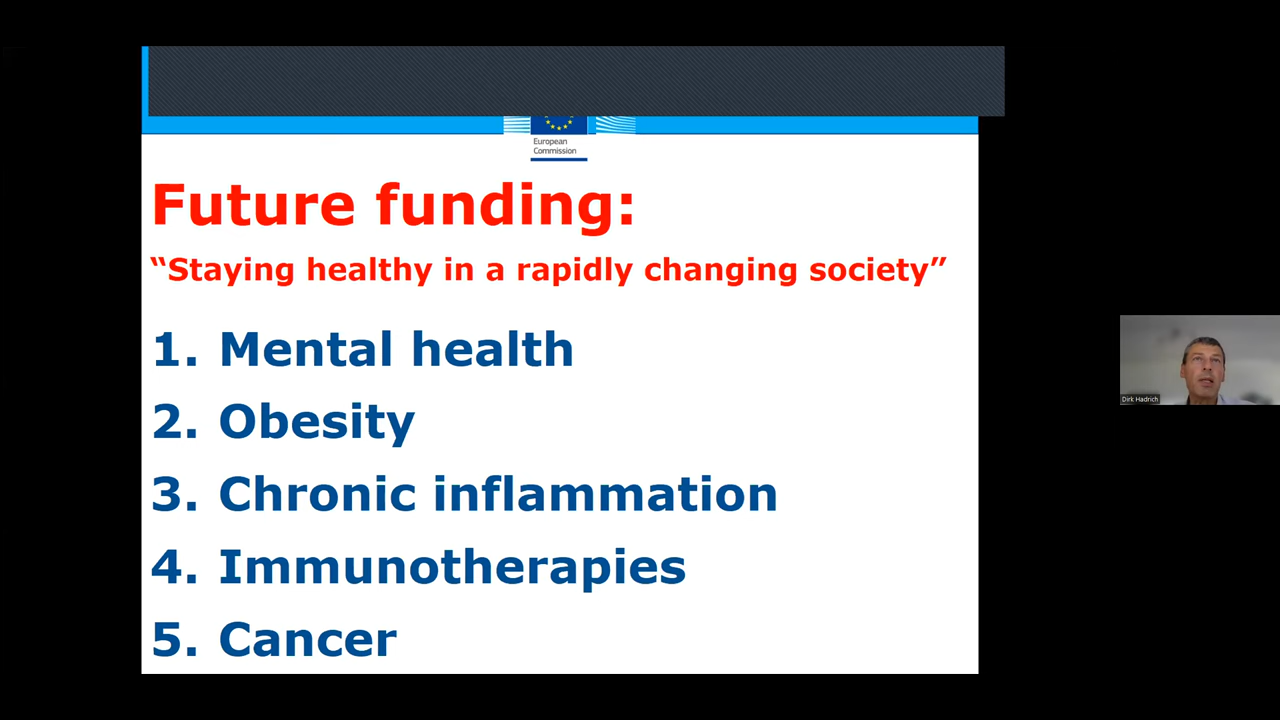 European
Commission
Future funding:
“Staying healthy in a rapidly changing society”
1. Mental health
2. Obesity
3. Chronic inflammation
4. Immunotherapies
5. Cancer
Dirk Hadrich